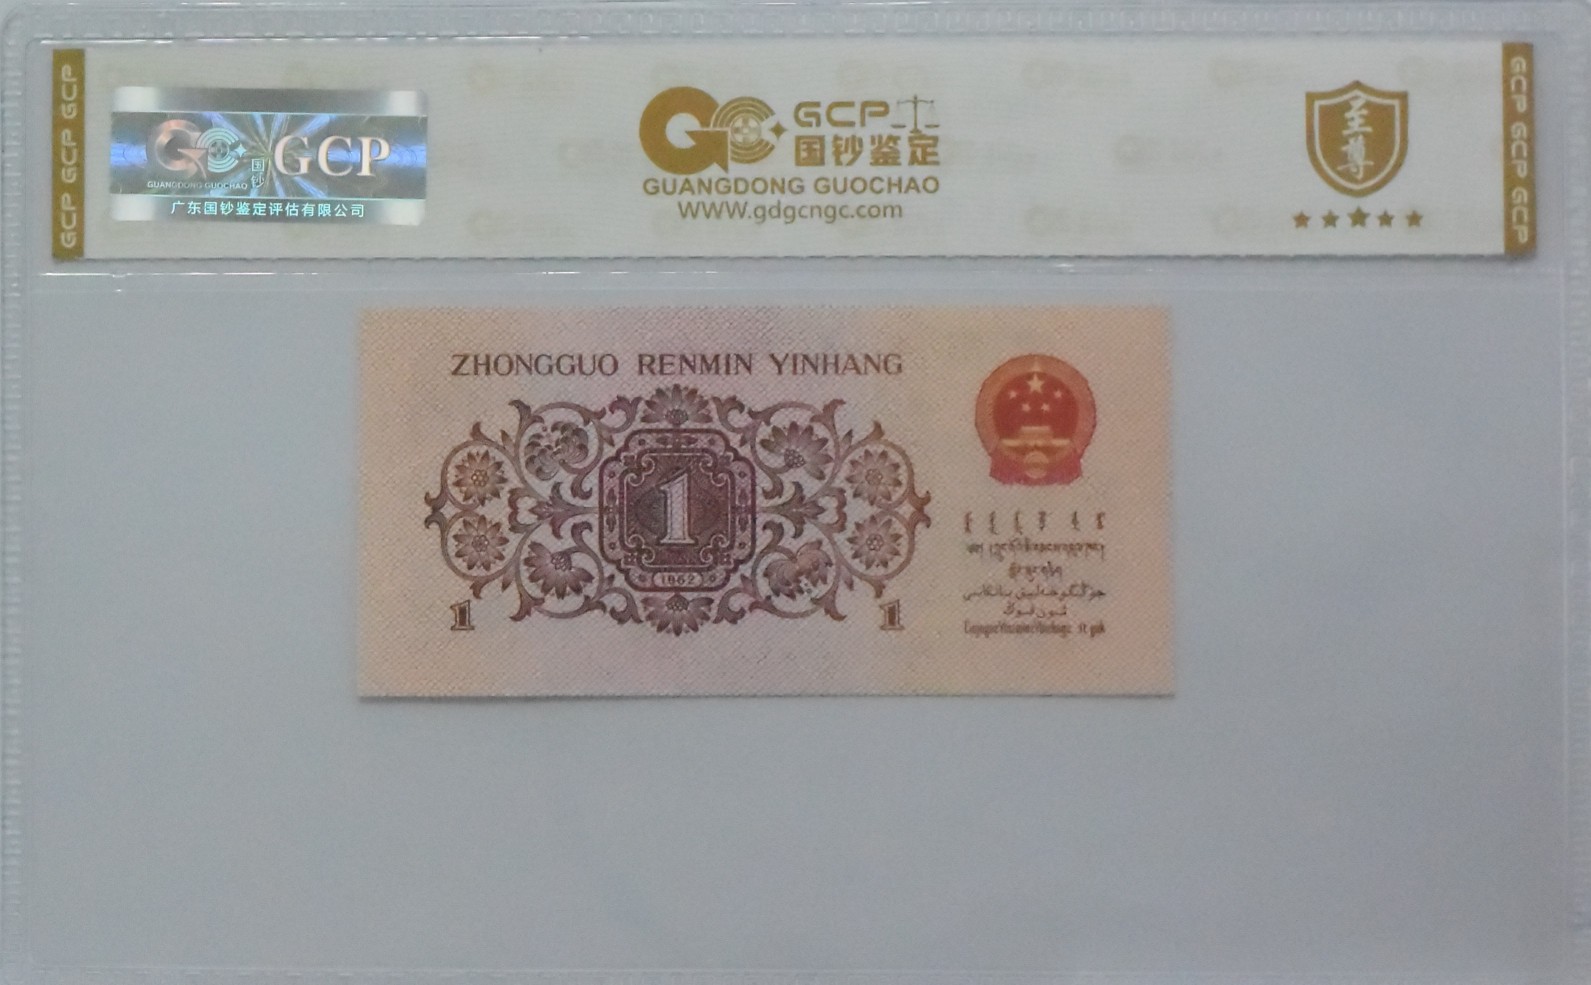 GCP GCP GCP
GCP
国钞
GUANGDONG GUOCHAO
广东国钞鉴定评估有限公司
GCP
国钞鉴定
GUANGDONG GUOCHAO
WWW.gdgcngc.com
至尊
GCP GCP GCP
ZHONGGUO RENMIN YINHANG
1
1962
1
1